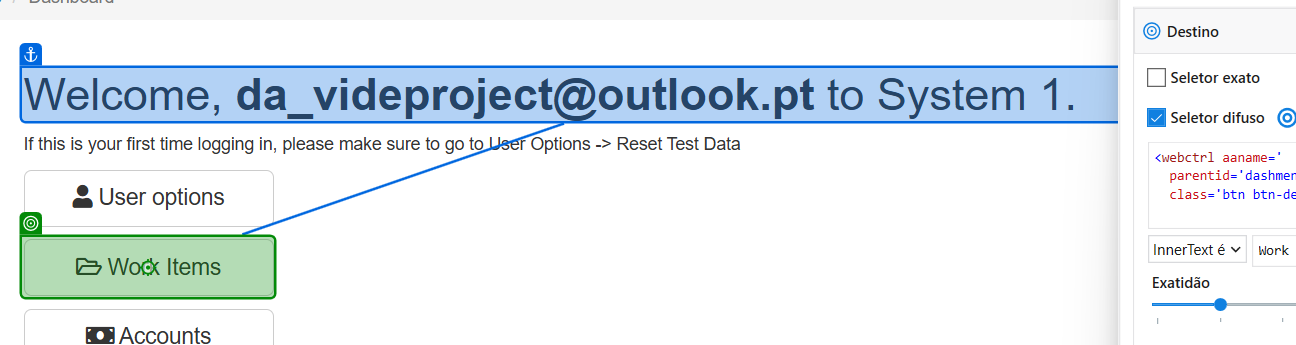 Dashboard
Welcome, da_videproject@outlook.pt to System 1.
If this is your first time logging in, please make sure to go to User Options -> Reset Test Data
User options
Work Items
Accounts
Destino
Seletor exato
Seletor difuso
<webctrl aaname='
parentid='dashmen
class='btn btn-de
InnerText é
Work
Exatidão